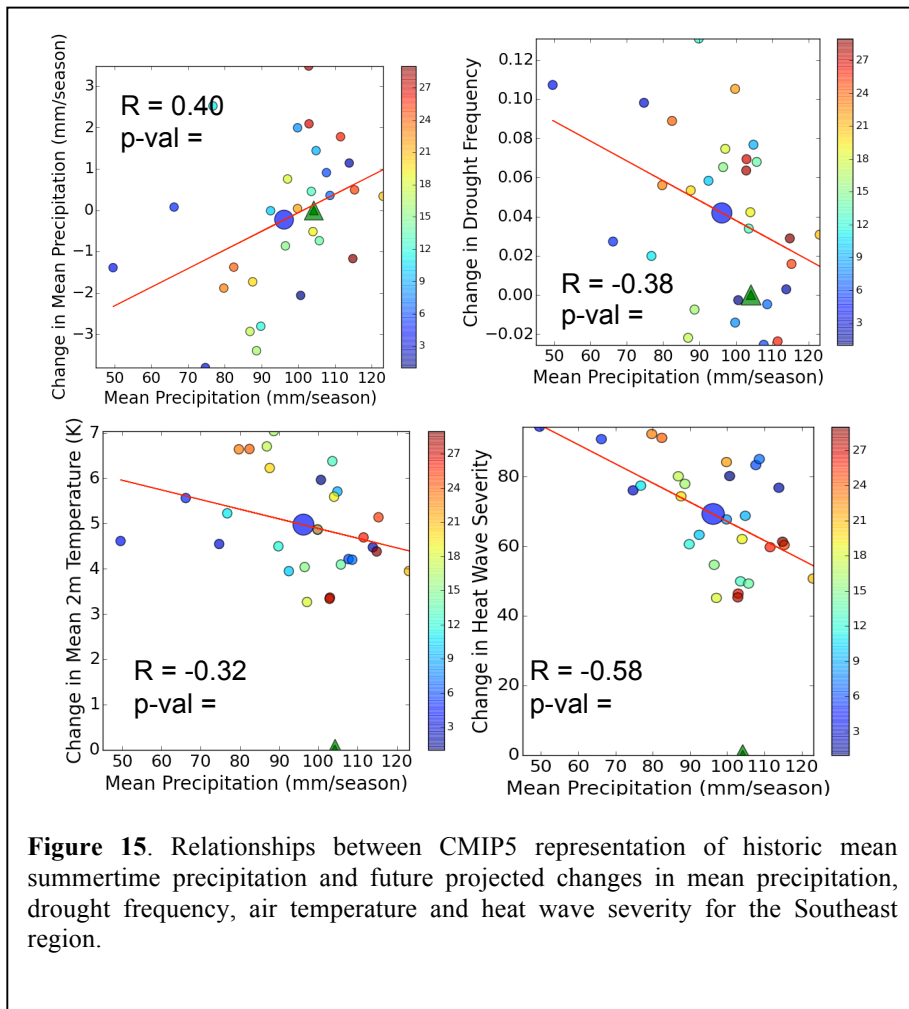 Change in Mean Precipitation (mm/season)
3
2
1
0
−1
−2
−3
R = 0.40
p-val =
50 60 70 80 90 100 110 120
Mean Precipitation (mm/season)
27
24
21
18
15
12
9
6
3
Change in Drought Frequency
0.12
0.10
0.08
0.06
0.04
0.02
0.00
−0.02
R = -0.38
p-val =
50 60 70 80 90 100 110 120
Mean Precipitation (mm/season)
27
24
21
18
15
12
9
6
3
Change in Mean 2m Temperature (K)
7
6
5
4
3
2
1
0
R = -0.32
p-val =
50 60 70 80 90 100 110 120
Mean Precipitation (mm/season)
27
24
21
18
15
12
9
6
3
Change in Heat Wave Severity
80
60
40
20
0
R = -0.58
p-val =
50 60 70 80 90 100 110 120
Mean Precipitation (mm/season)
27
24
21
18
15
12
9
6
3
Figure 15. Relationships between CMIP5 representation of historic mean
summertime precipitation and future projected changes in mean precipitation,
drought frequency, air temperature and heat wave severity for the Southeast
region.